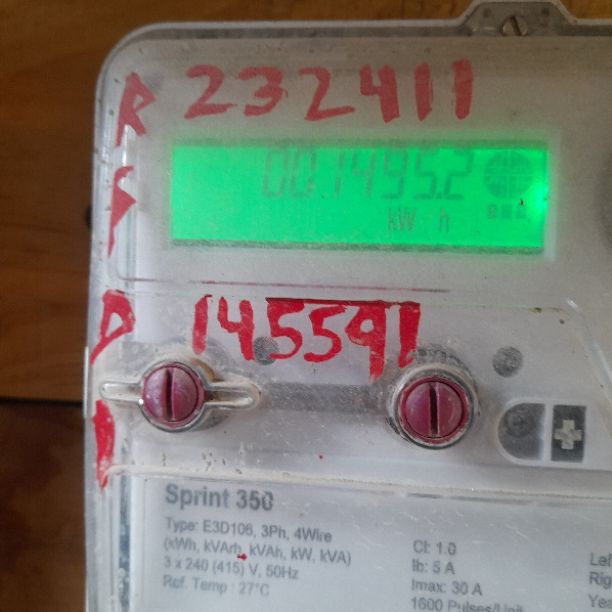 R 232411
00.1495.2
kW h
D 145591
Sprint 350
Type: E3D106, 3Ph, 4Wire
(kWh, kVArh, kVAh, kW, kVA)
3 x 240 (415) V, 50Hz
Ref. Temp : 27°C
Cl: 1.0
Ib: 5 A
Imax: 30 A
1600 Pulses/Unit